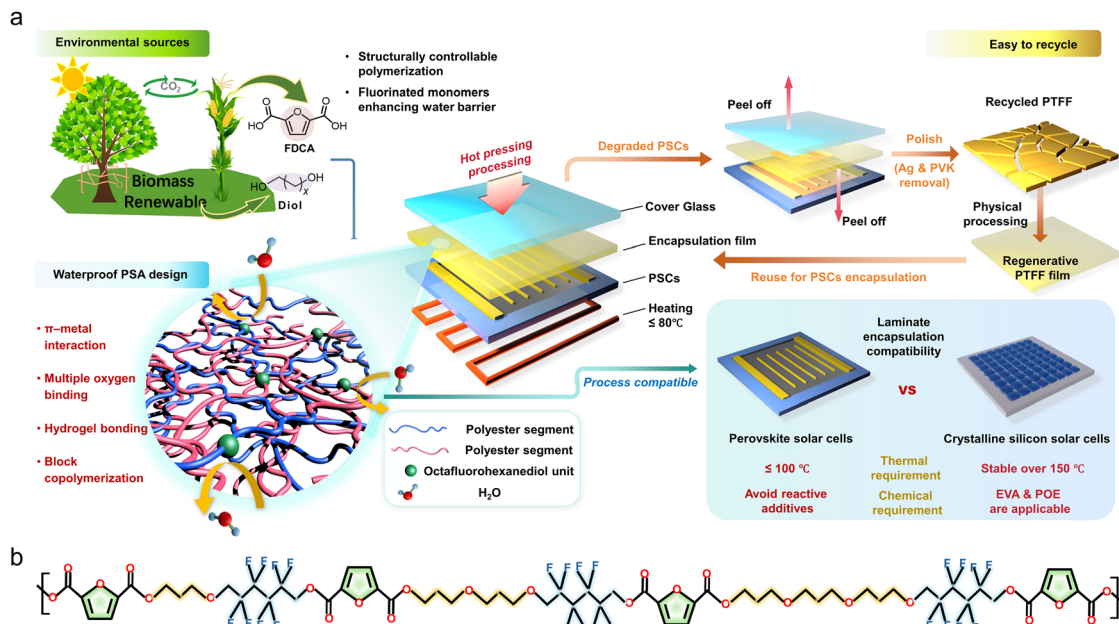 a
Environmental sources
CO2
HO
O
O
O
OH
FDCA
HO
OH
x
Diol
Biomass
Renewable
• Structurally controllable
polymerization
• Fluorinated monomers
enhancing water barrier
Waterproof PSA design
• π–metal
interaction
• Multiple oxygen
binding
• Hydrogel bonding
• Block
copolymerization
Polyester segment
Polyester segment
Octafluorohexanediol unit
H2O
Hot pressing
processing
Cover Glass
Encapsulation film
PSCs
Heating
≤ 80℃
Degraded PSCs
Peel off
Peel off
Polish
(Ag & PVK
removal)
Easy to recycle
Recycled PTFF
Physical
processing
Regenerative
PTFF film
Reuse for PSCs encapsulation
Process compatible
Laminate
encapsulation
compatibility
VS
Perovskite solar cells
Crystalline silicon solar cells
≤ 100 ℃
Thermal
requirement
Stable over 150 ℃
Avoid reactive
additives
Chemical
requirement
EVA & POE
are applicable
b
F F F F
F F F F
F F F F
O O O O O O O O O O O O O O O O O O O O O O
F F F F
F F F F
F F F F